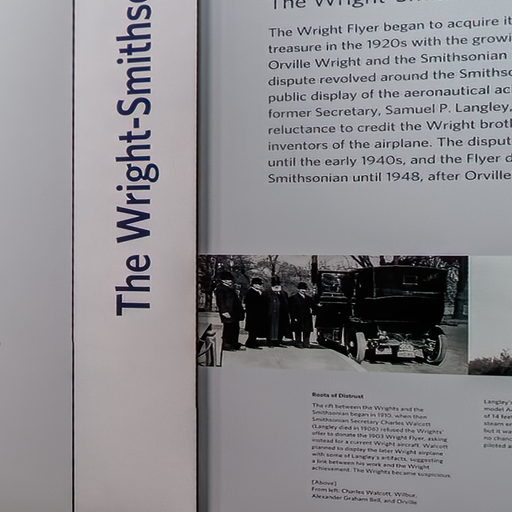 The Wright-Smithso
The Wright
The Wright Flyer began to acquire it
treasure in the 1920s with the growi
Orville Wright and the Smithsonian
dispute revolved around the Smithso
public display of the aeronautical ac
former Secretary, Samuel P. Langley,
reluctance to credit the Wright brot
inventors of the airplane. The disput
until the early 1940s, and the Flyer d
Smithsonian until 1948, after Orville
Roots of Distrust
The rift between the Wrights and the
Smithsonian began in 1910, when then
Smithsonian Secretary Charles Walcott
(Langley died in 1906) refused the Wrights'
offer to donate the 1903 Wright Flyer, asking
instead for a current Wright aircraft. Walcott
planned to display the later Wright airplane
with some of Langley's artifacts, suggesting
a link between his work and the Wright
achievement. The Wrights became suspicious.
(Above)
From left: Charles Walcott, Wilbur,
Alexander Graham Bell, and Orville
Langley's
model A
of 14 feet
steam en
but it wa
no chanc
piloted a